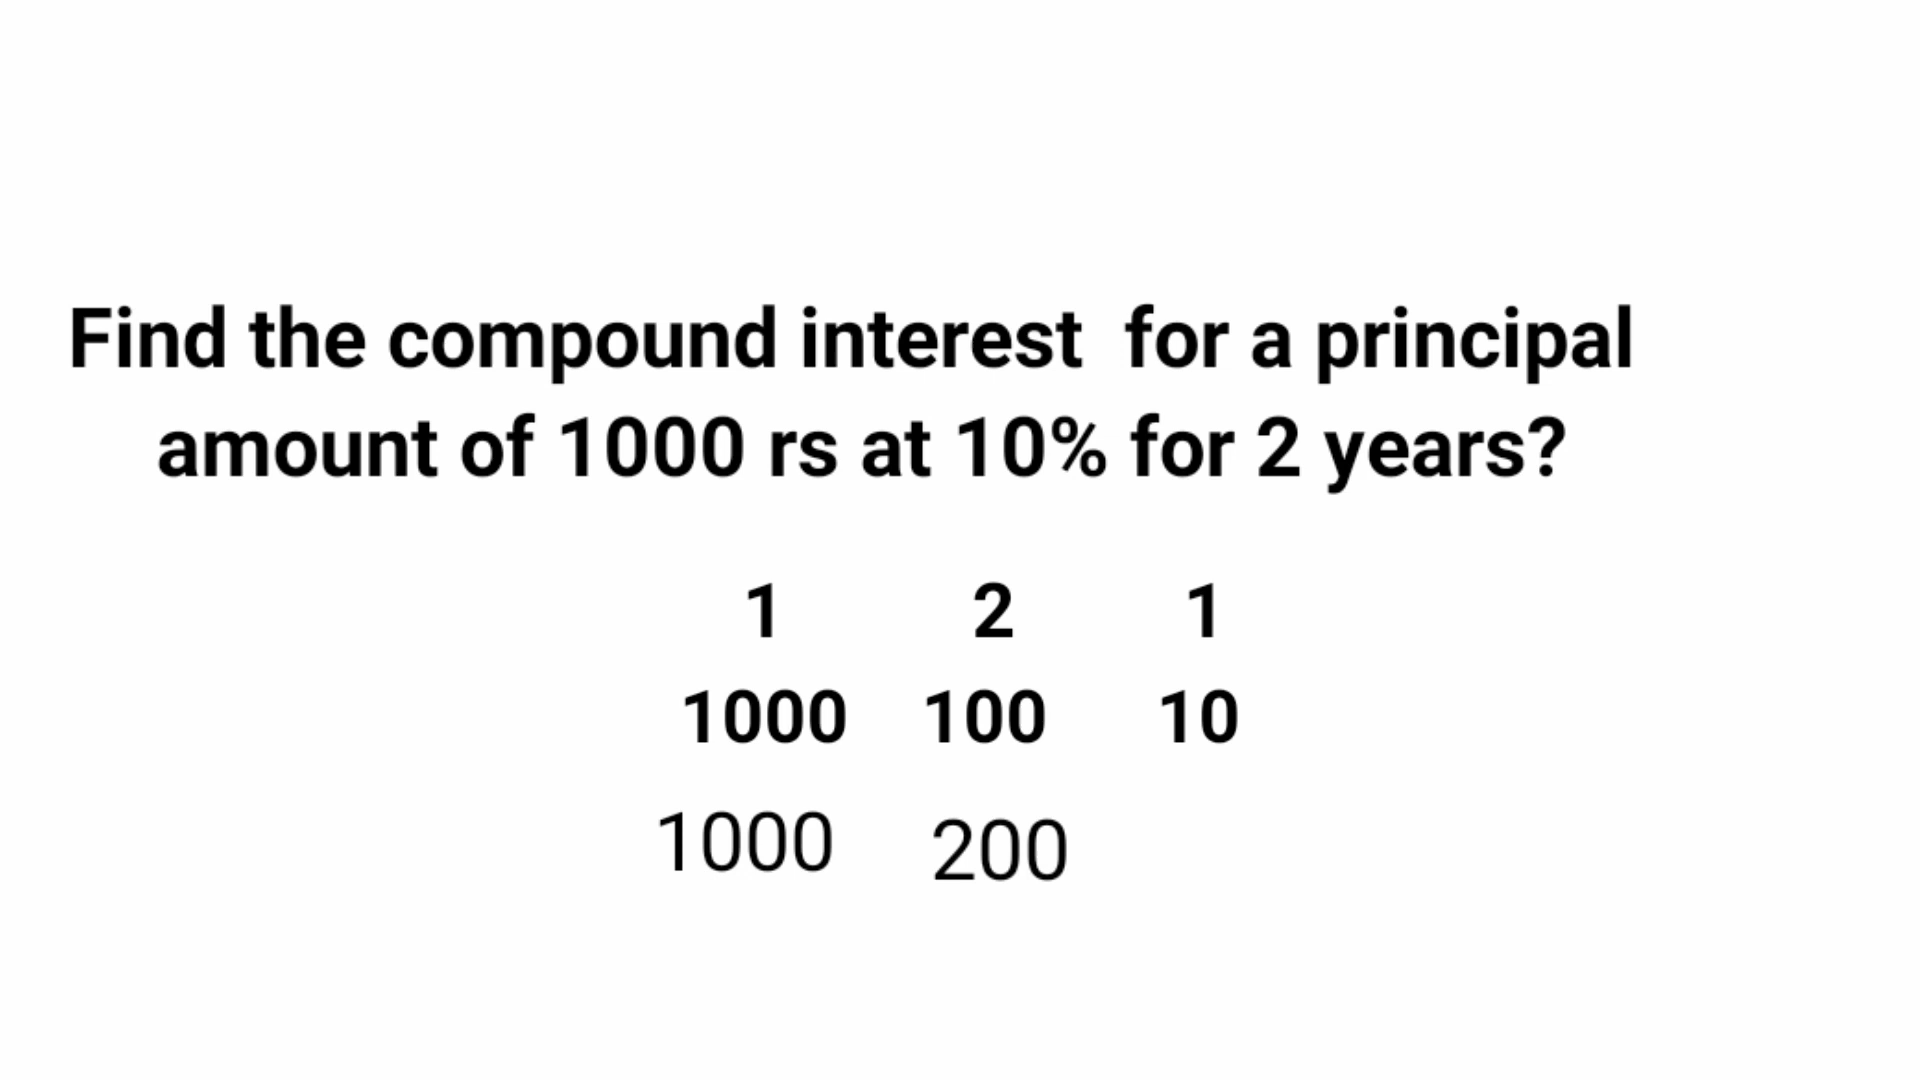 Find the compound interest for a principal
amount of 1000 rs at 10% for 2 years?
1 2 1
1000 100 10
1000 200